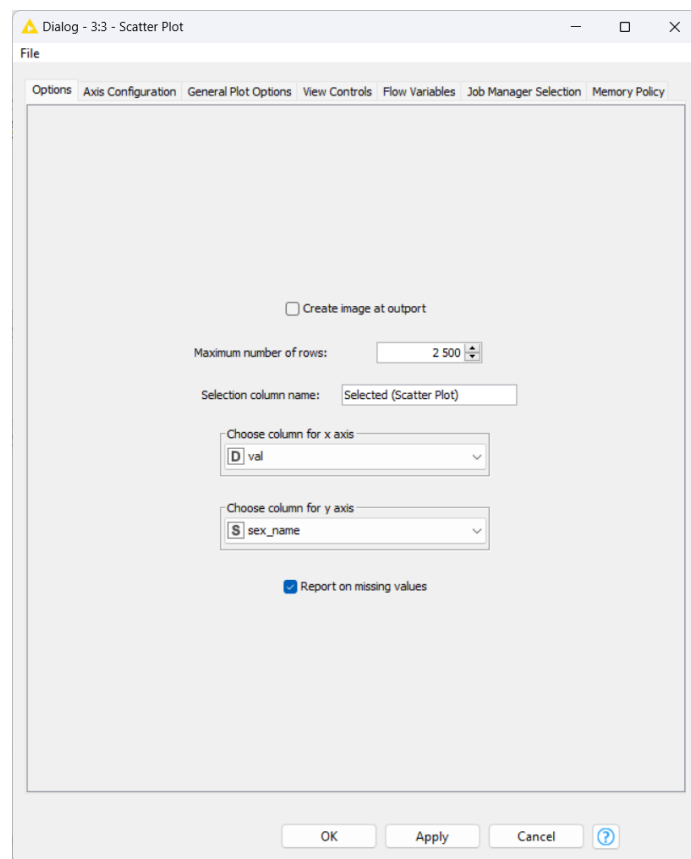 Dialog - 3:3 - Scatter Plot
File
Options Axis Configuration General Plot Options View Controls Flow Variables Job Manager Selection Memory Policy
Create image at outport
Maximum number of rows: 2 500
Selection column name: Selected (Scatter Plot)
Choose column for x axis
D val
Choose column for y axis
S sex_name
Report on missing values
OK Apply Cancel ?